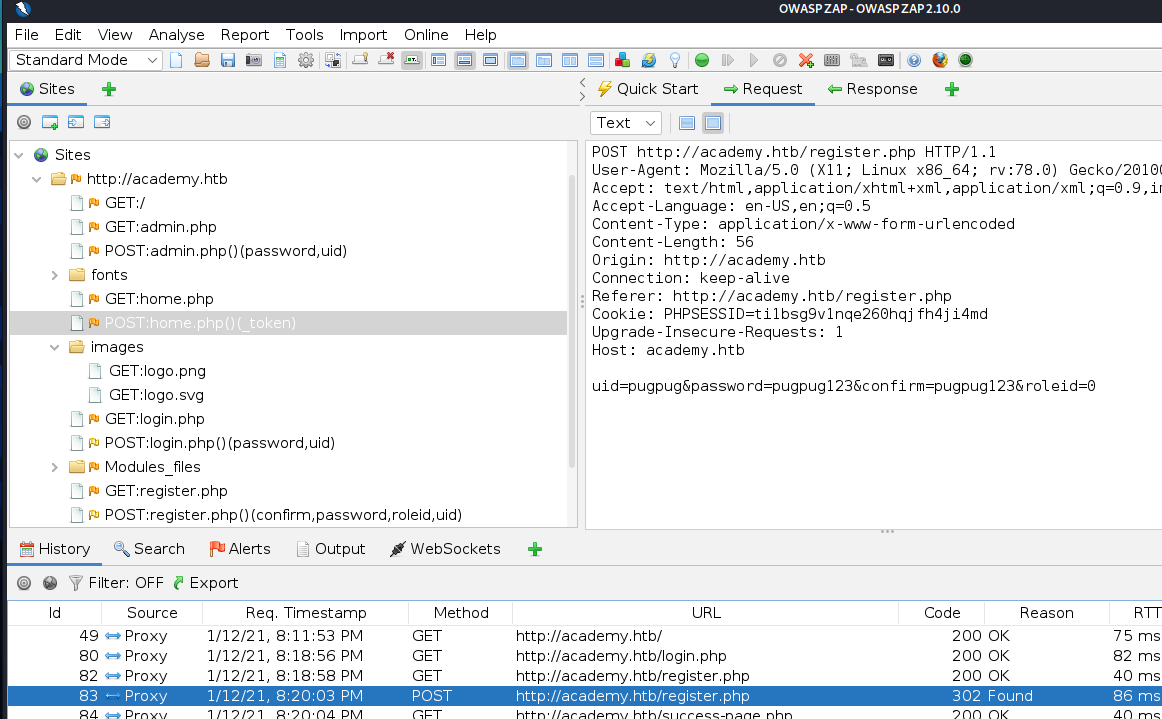 OWASP ZAP - OWASP ZAP 2.10.0
File Edit View Analyse Report Tools Import Online Help
Standard Mode
Sites
Quick Start Request Response
Text
Sites
http://academy.htb
GET:/
GET:admin.php
POST:admin.php()(password,uid)
fonts
GET:home.php
POST:home.php()(_token)
images
GET:logo.png
GET:logo.svg
GET:login.php
POST:login.php()(password,uid)
Modules_files
GET:register.php
POST:register.php()(confirm,password,roleid,uid)
POST http://academy.htb/register.php HTTP/1.1
User-Agent: Mozilla/5.0 (X11; Linux x86_64; rv:78.0) Gecko/20100
Accept: text/html,application/xhtml+xml,application/xml;q=0.9,im
Accept-Language: en-US,en;q=0.5
Content-Type: application/x-www-form-urlencoded
Content-Length: 56
Origin: http://academy.htb
Connection: keep-alive
Referer: http://academy.htb/register.php
Cookie: PHPSESSID=ti1bsg9v1nqe260hqjfh4ji4md
Upgrade-Insecure-Requests: 1
Host: academy.htb
uid=pugpug&password=pugpug123&confirm=pugpug123&roleid=0
History Search Alerts Output WebSockets
Filter: OFF Export
Id Source Req. Timestamp Method URL Code Reason RTT
49 Proxy 1/12/21, 8:11:53 PM GET http://academy.htb/ 200 OK 75 ms
80 Proxy 1/12/21, 8:18:56 PM GET http://academy.htb/login.php 200 OK 82 ms
82 Proxy 1/12/21, 8:18:58 PM GET http://academy.htb/register.php 200 OK 40 ms
83 Proxy 1/12/21, 8:20:03 PM POST http://academy.htb/register.php 302 Found 86 ms
84 Proxy 1/12/21, 8:20:04 PM GET http://academy.htb/success-page.php 200 OK 40 ms